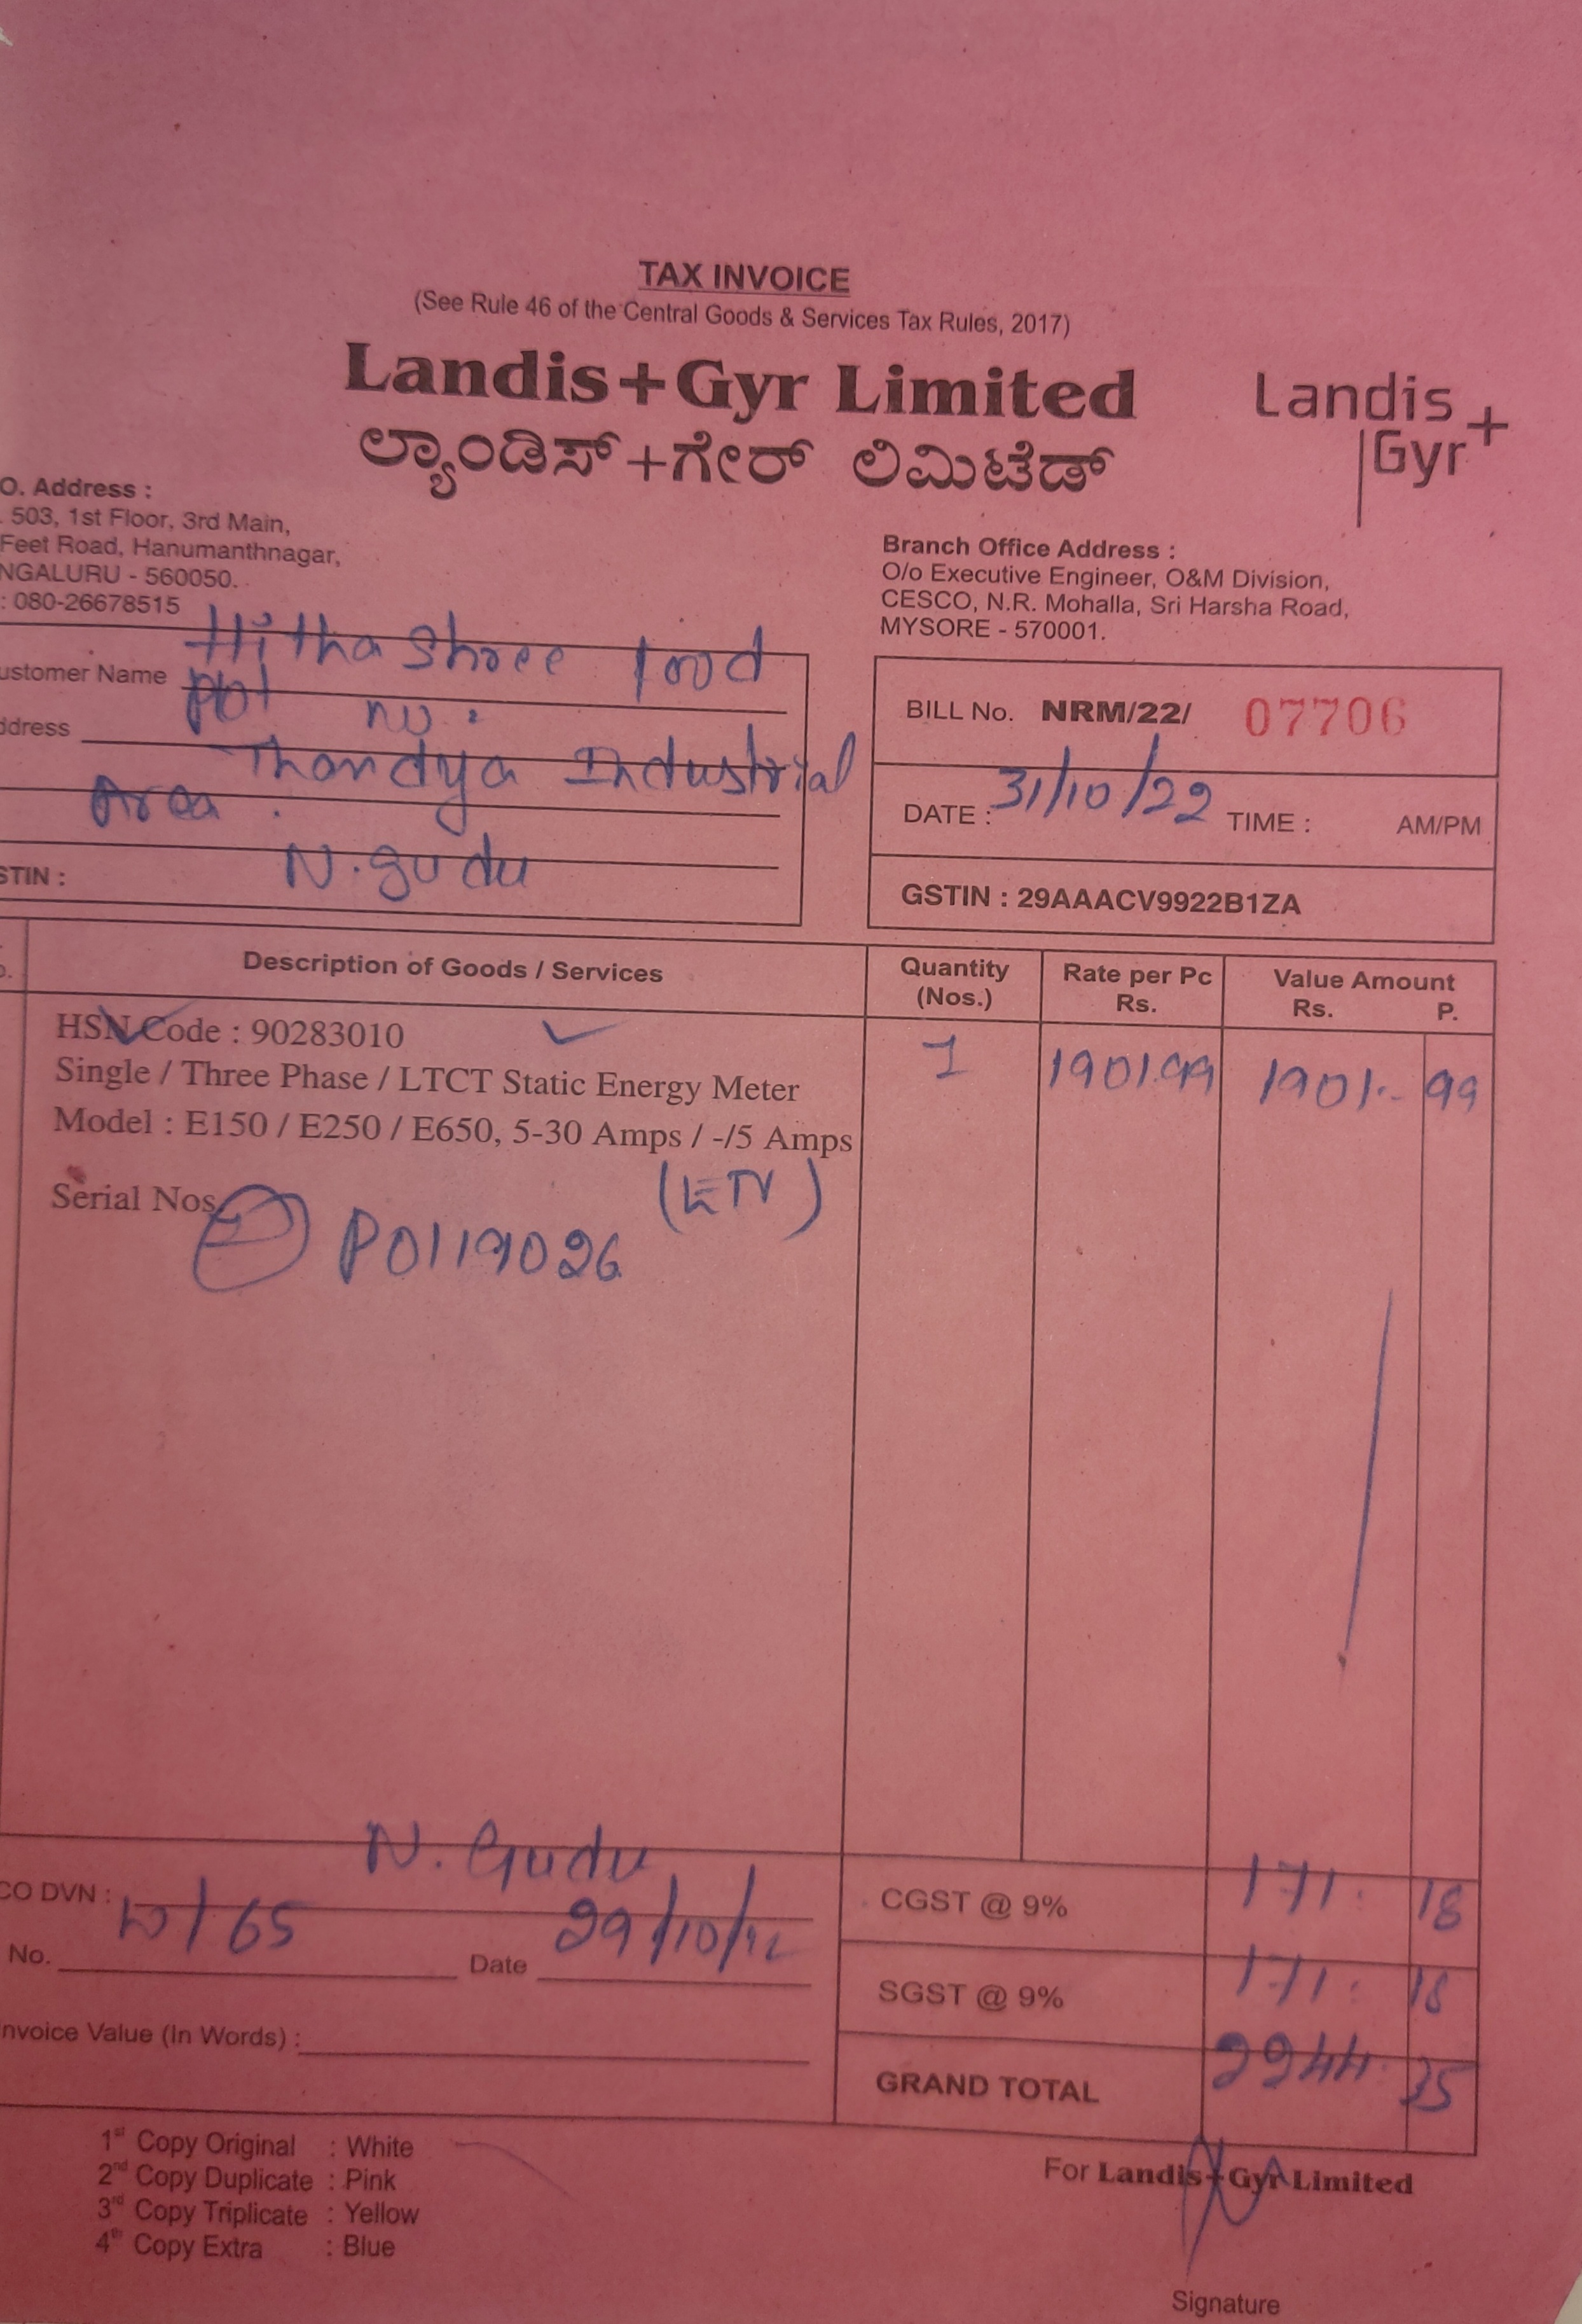 TAX INVOICE
(See Rule 46 of the Central Goods & Services Tax Rules, 2017)
Landis+Gyr Limited
ಲ್ಯಾಂಡಿಸ್+ಗೇರ್ ಲಿಮಿಟೆಡ್
Landis
Gyr+
O. Address :
503, 1st Floor, 3rd Main,
Feet Road, Hanumanthnagar,
NGALURU - 560050.
: 080-26678515
Branch Office Address :
O/o Executive Engineer, O&M Division,
CESCO, N.R. Mohalla, Sri Harsha Road,
MYSORE - 570001.
ustomer Name Hitha Shree food
ddress Plot no :
Thandya Industrial
Area .
STIN : N.gudu
BILL No. NRM/22/ 07706
DATE : 31/10/22 TIME : AM/PM
GSTIN : 29AAACV9922B1ZA
Description of Goods / Services Quantity (Nos.) Rate per Pc Rs. Value Amount Rs. P.
HSN Code : 90283010
Single / Three Phase / LTCT Static Energy Meter 1 1901.99 1901.- 99
Model : E150 / E250 / E650, 5-30 Amps / -/5 Amps
Serial Nos
P0119026
N. Gudu
CO DVN :
No. 65 Date 29/10/22
nvoice Value (In Words) :
CGST @ 9% 171. 18
SGST @ 9% 171. 18
GRAND TOTAL 2244. 35
1st Copy Original : White
2nd Copy Duplicate : Pink
3rd Copy Triplicate : Yellow
4th Copy Extra : Blue
For Landis+Gyr Limited
Signature